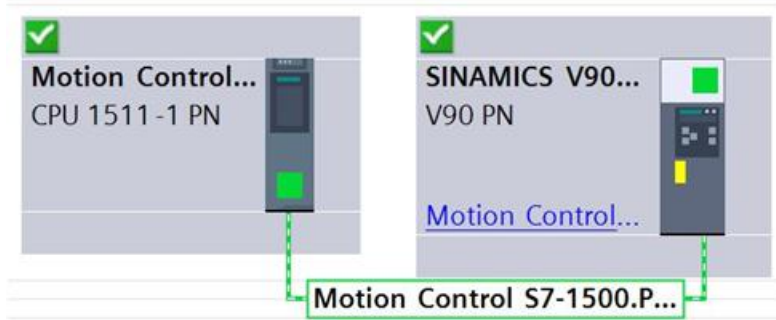 Motion Control...
CPU 1511-1 PN
SINAMICS V90...
V90 PN
Motion Control...
Motion Control S7-1500.P...